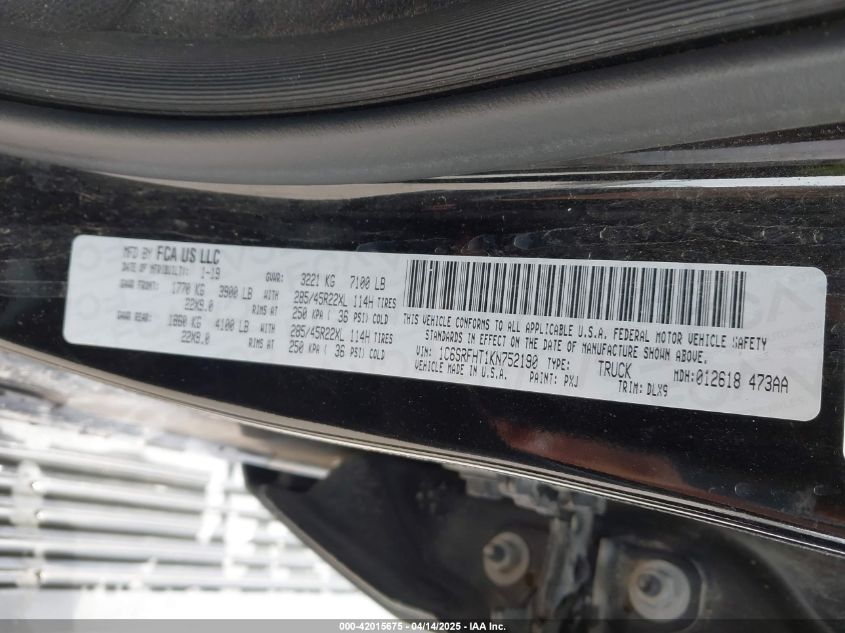 MFD BY FCA US LLC
DATE OF MFR(BUILT): 1-19
GVWR: 3221 KG 7100 LB
GAWR FRONT: 1770 KG 3900 LB WITH 285/45R22XL 114H TIRES
22X9.0 RIMS AT 250 KPA ( 36 PSI) COLD
GAWR REAR: 1860 KG 4100 LB WITH 285/45R22XL 114H TIRES
22X9.0 RIMS AT 250 KPA ( 36 PSI) COLD
THIS VEHICLE CONFORMS TO ALL APPLICABLE U.S.A. FEDERAL MOTOR VEHICLE SAFETY
STANDARDS IN EFFECT ON THE DATE OF MANUFACTURE SHOWN ABOVE.
VIN: 1C6SRFHT1KN752190 TYPE: TRUCK MDH: 012618 473AA
VEHICLE MADE IN U.S.A. PAINT: PXJ TRIM: DLX9
000-42015675 - 04/14/2025 - IAA Inc.